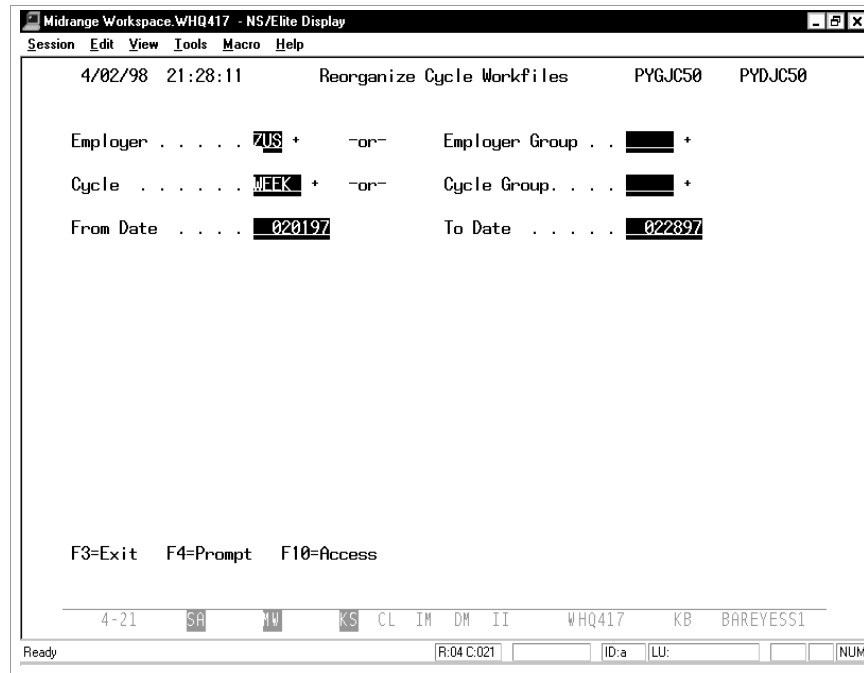 Midrange Workspace.WHQ417 - NS/Elite Display
Session Edit View Tools Macro Help
4/02/98 21:28:11 Reorganize Cycle Workfiles PYGJC50 PYDJC50
Employer . . . . . ZUS + -or- Employer Group . . +
Cycle . . . . . . WEEK + -or- Cycle Group. . . . +
From Date . . . . 020197 To Date . . . . . 022897
F3=Exit F4=Prompt F10=Access
4-21 SA MW KS CL IM DM II WHQ417 KB BAREYESS1
Ready R:04 C:021 ID:a LU: NUM